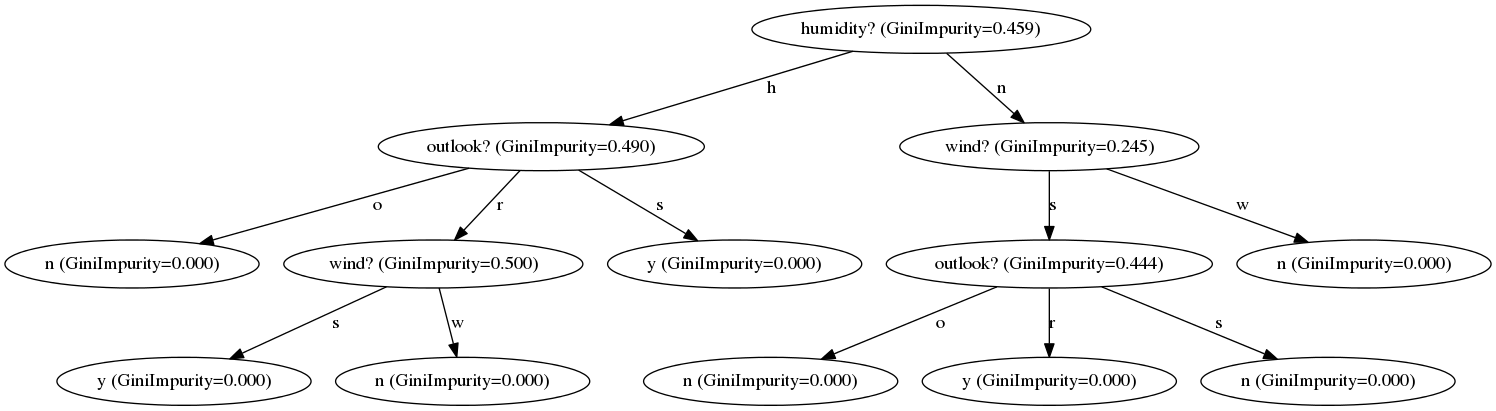 humidity? (GiniImpurity=0.459)
h
n
outlook? (GiniImpurity=0.490)
wind? (GiniImpurity=0.245)
o
r
s
s
w
n (GiniImpurity=0.000)
wind? (GiniImpurity=0.500)
y (GiniImpurity=0.000)
outlook? (GiniImpurity=0.444)
n (GiniImpurity=0.000)
s
w
o
r
s
y (GiniImpurity=0.000)
n (GiniImpurity=0.000)
n (GiniImpurity=0.000)
y (GiniImpurity=0.000)
n (GiniImpurity=0.000)